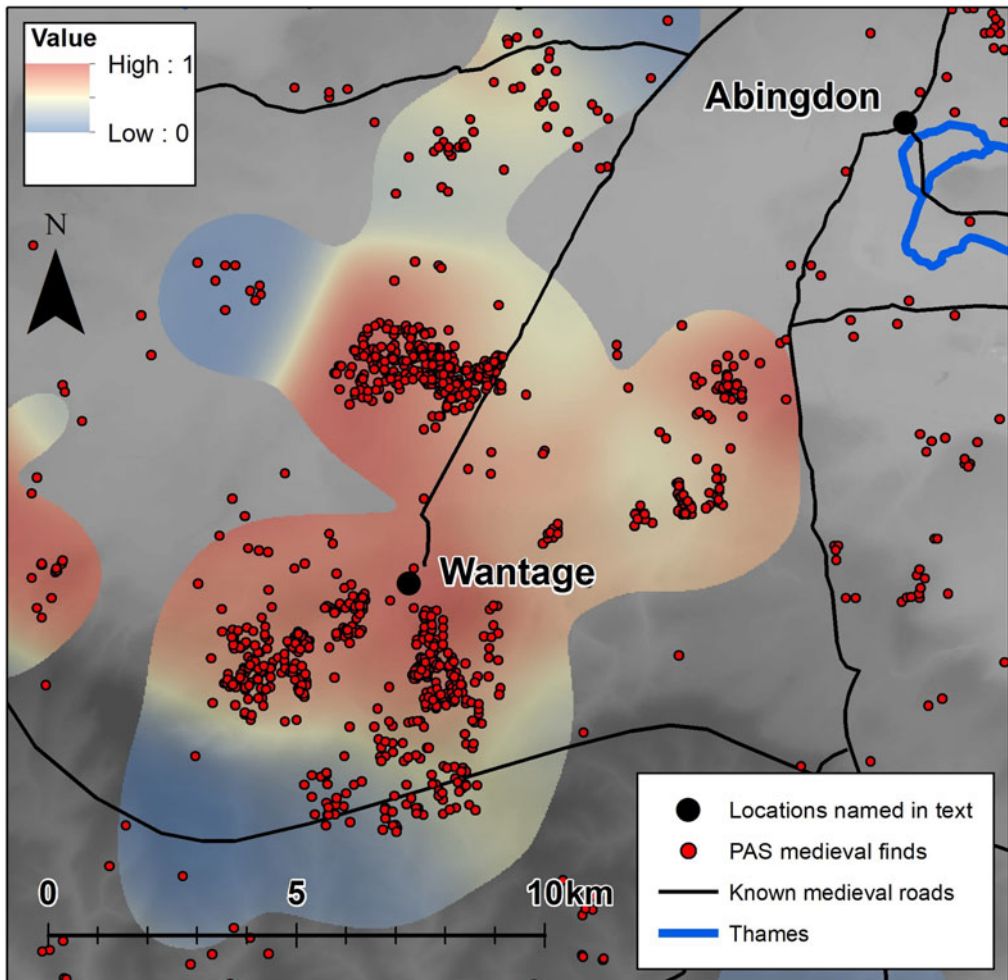 Value
High : 1
Low : 0
Abingdon
N
Wantage
0 5 10km
Locations named in text
PAS medieval finds
Known medieval roads
Thames